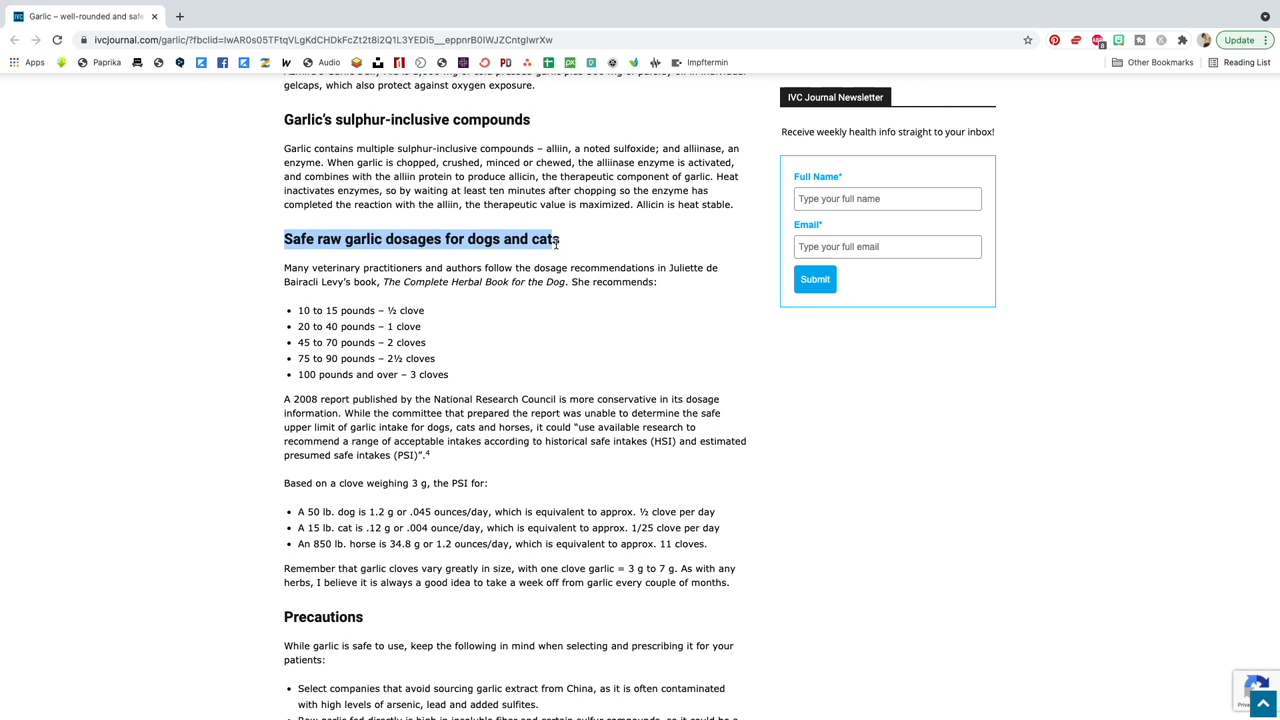 Garlic – well-rounded and safe
ivcjournal.com/garlic/?fbclid=IwAR0s05TFtqVLgKdCHDkFcZt2t8i2Q1L3YEDi5__eppnrB0IWJZCntgIwrXw
Update
Apps
Paprika
Audio
Impftermin
Other Bookmarks
Reading List
gelcaps, which also protect against oxygen exposure.
Garlic's sulphur-inclusive compounds
Garlic contains multiple sulphur-inclusive compounds – alliin, a noted sulfoxide; and alliinase, an
enzyme. When garlic is chopped, crushed, minced or chewed, the alliinase enzyme is activated,
and combines with the alliin protein to produce allicin, the therapeutic component of garlic. Heat
inactivates enzymes, so by waiting at least ten minutes after chopping so the enzyme has
completed the reaction with the alliin, the therapeutic value is maximized. Allicin is heat stable.
Safe raw garlic dosages for dogs and cats
Many veterinary practitioners and authors follow the dosage recommendations in Juliette de
Bairacli Levy's book, The Complete Herbal Book for the Dog. She recommends:
• 10 to 15 pounds – ½ clove
• 20 to 40 pounds – 1 clove
• 45 to 70 pounds – 2 cloves
• 75 to 90 pounds – 2½ cloves
• 100 pounds and over – 3 cloves
A 2008 report published by the National Research Council is more conservative in its dosage
information. While the committee that prepared the report was unable to determine the safe
upper limit of garlic intake for dogs, cats and horses, it could "use available research to
recommend a range of acceptable intakes according to historical safe intakes (HSI) and estimated
presumed safe intakes (PSI)".4
Based on a clove weighing 3 g, the PSI for:
• A 50 lb. dog is 1.2 g or .045 ounces/day, which is equivalent to approx. ½ clove per day
• A 15 lb. cat is .12 g or .004 ounce/day, which is equivalent to approx. 1/25 clove per day
• An 850 lb. horse is 34.8 g or 1.2 ounces/day, which is equivalent to approx. 11 cloves.
Remember that garlic cloves vary greatly in size, with one clove garlic = 3 g to 7 g. As with any
herbs, I believe it is always a good idea to take a week off from garlic every couple of months.
Precautions
While garlic is safe to use, keep the following in mind when selecting and prescribing it for your
patients:
• Select companies that avoid sourcing garlic extract from China, as it is often contaminated
with high levels of arsenic, lead and added sulfites.
IVC Journal Newsletter
Receive weekly health info straight to your inbox!
Full Name*
Type your full name
Email*
Type your full email
Submit